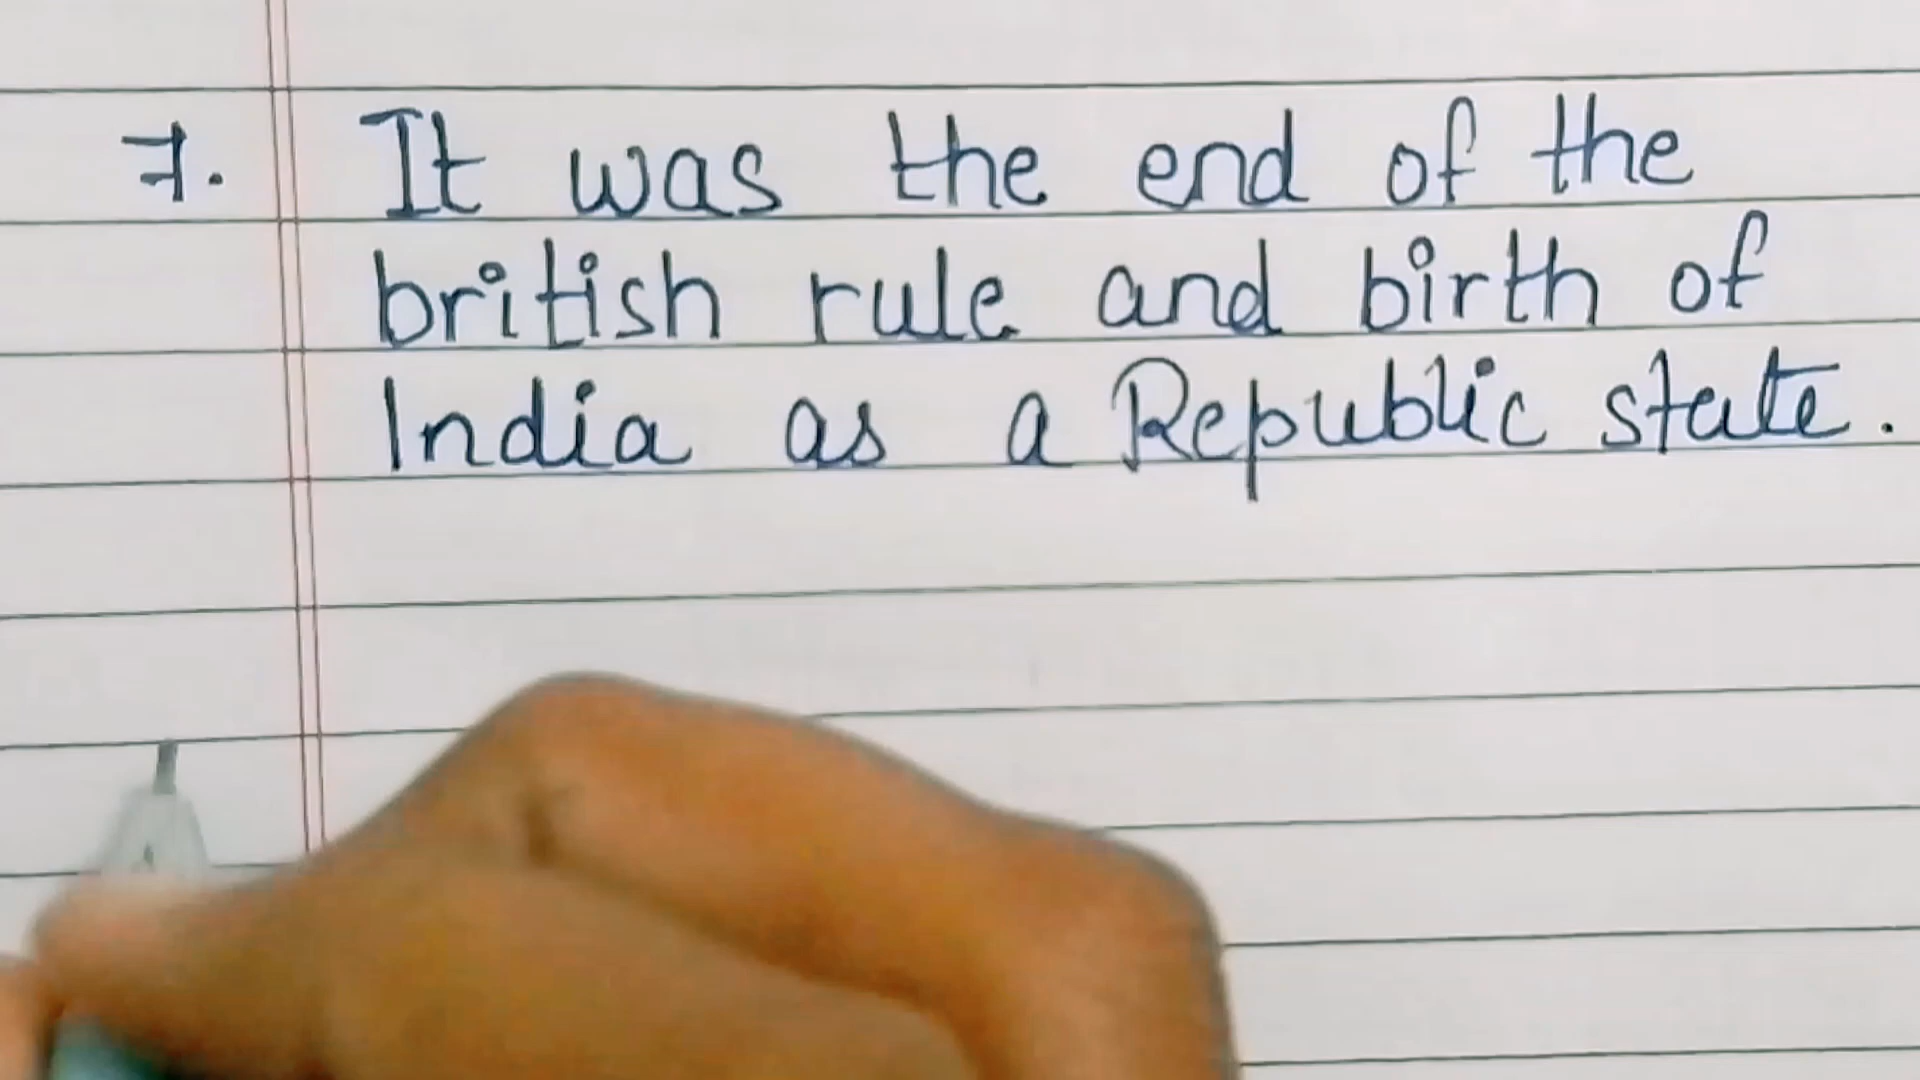 7. It was the end of the
british rule and birth of
India as a Republic state.